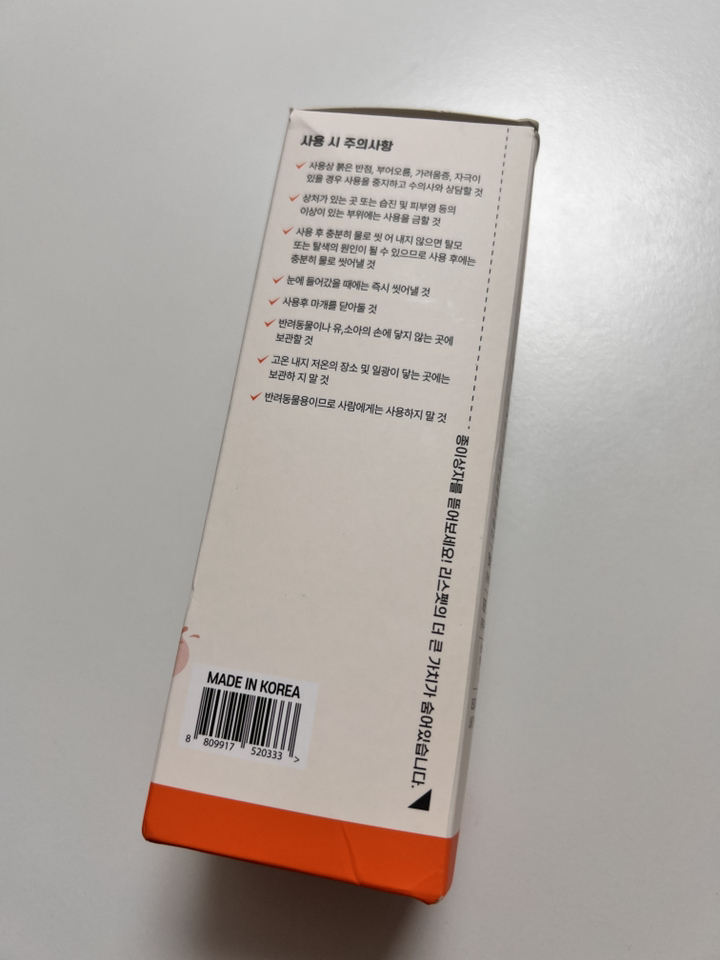 사용 시 주의사항
사용상 붉은 반점, 부어오름, 가려움증, 자극이
있을 경우 사용을 중지하고 수의사와 상담할 것
상처가 있는 곳 또는 습진 및 피부염 등의
이상이 있는 부위에는 사용을 금할 것
사용 후 충분히 물로 씻 어 내지 않으면 탈모
또는 탈색의 원인이 될 수 있으므로 사용 후에는
충분히 물로 씻어낼 것
눈에 들어갔을 때에는 즉시 씻어낼 것
사용후 마개를 닫아둘 것
반려동물이나 유,소아의 손에 닿지 않는 곳에
보관할 것
고온 내지 저온의 장소 및 일광이 닿는 곳에는
보관하 지 말 것
반려동물용이므로 사람에게는 사용하지 말 것
종이상자를 뜯어보세요! 리스펫의 더 큰 가치가 숨어있습니다.
MADE IN KOREA
8 809917 520333 >